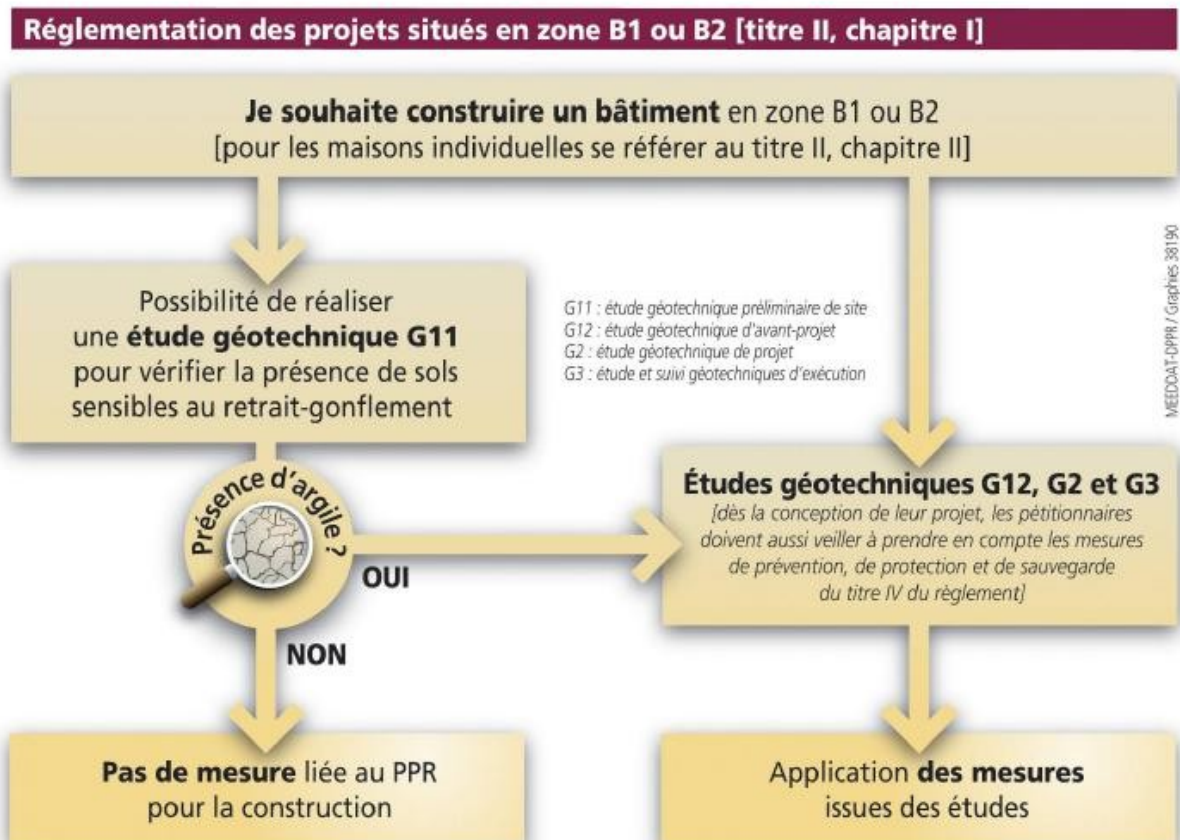 Réglementation des projets situés en zone B1 ou B2 [titre II, chapitre I]
Je souhaite construire un bâtiment en zone B1 ou B2
[pour les maisons individuelles se référer au titre II, chapitre II]
Possibilité de réaliser
une étude géotechnique G11
pour vérifier la présence de sols
sensibles au retrait-gonflement
G11 : étude géotechnique préliminaire de site
G12 : étude géotechnique d'avant-projet
G2 : étude géotechnique de projet
G3 : étude et suivi géotechniques d'exécution
MEEDDAT-DPPR / Graphies 38190
Présence d'argile ?
OUI
NON
Études géotechniques G12, G2 et G3
[dès la conception de leur projet, les pétitionnaires
doivent aussi veiller à prendre en compte les mesures
de prévention, de protection et de sauvegarde
du titre IV du règlement]
Pas de mesure liée au PPR
pour la construction
Application des mesures
issues des études